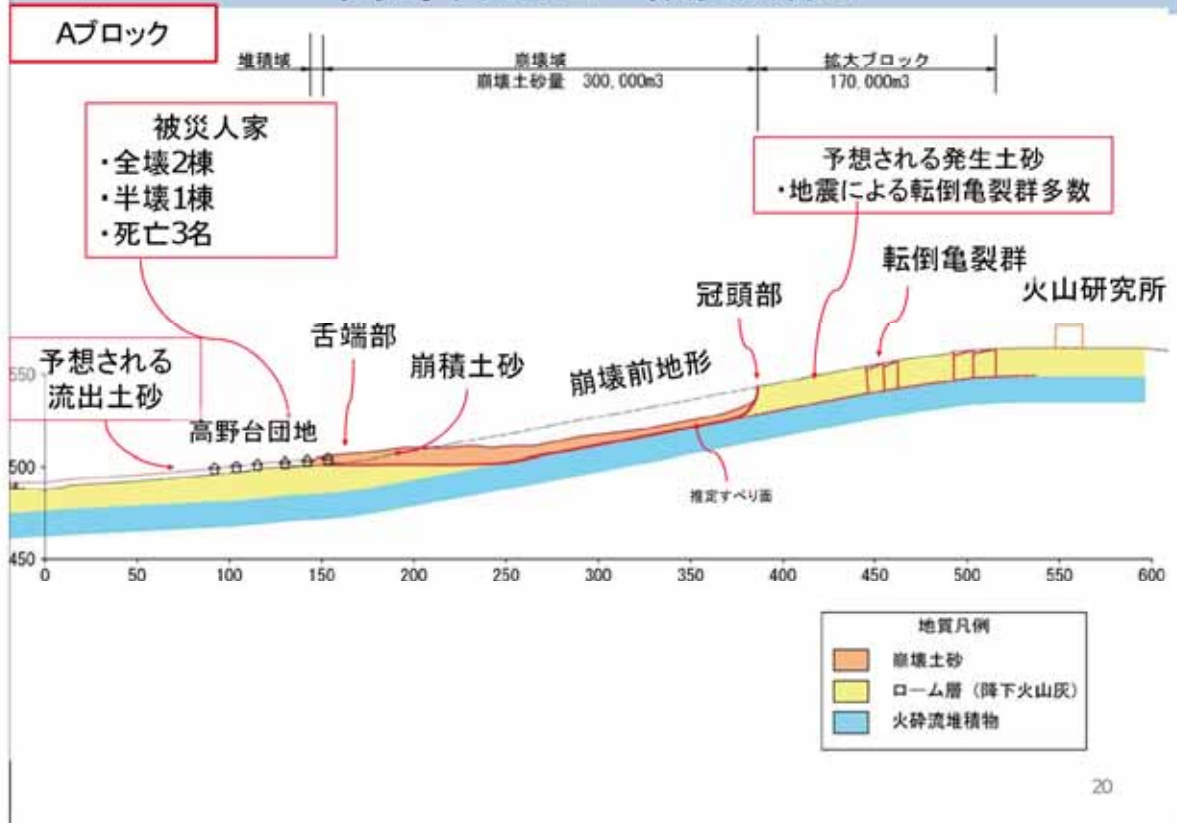 Aブロック
堆積域
崩壊域
崩壊土砂量 300,000m3
拡大ブロック
170,000m3
被災人家
・全壊2棟
・半壊1棟
・死亡3名
予想される発生土砂
・地震による転倒亀裂群多数
転倒亀裂群
火山研究所
冠頭部
舌端部
崩積土砂
崩壊前地形
予想される
流出土砂
高野台団地
推定すべり面
550
500
450
0 50 100 150 200 250 300 350 400 450 500 550 600
地質凡例
崩壊土砂
ローム層（降下火山灰）
火砕流堆積物
20